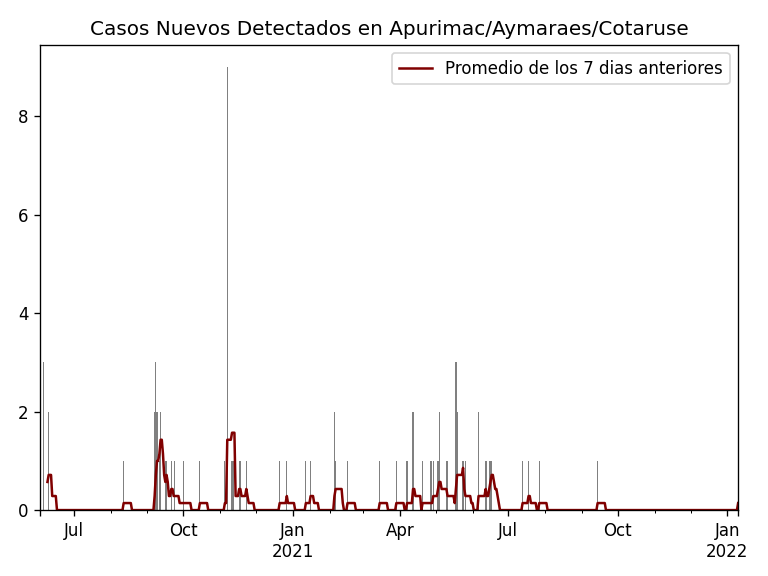 Casos Nuevos Detectados en Apurimac/Aymaraes/Cotaruse
Promedio de los 7 dias anteriores
8
6
4
2
0
Jul
Oct
Jan
2021
Apr
Jul
Oct
Jan
2022